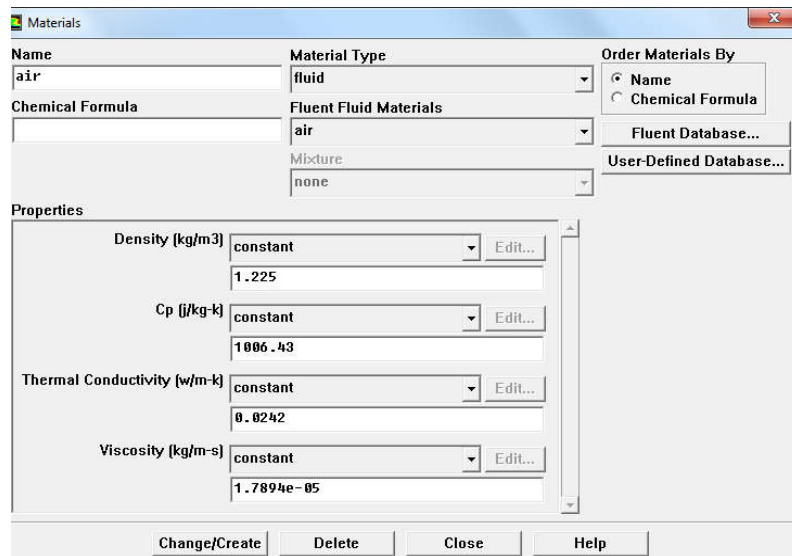 Materials
Name
air
Chemical Formula
Material Type
fluid
Fluent Fluid Materials
air
Mixture
none
Order Materials By
Name
Chemical Formula
Fluent Database...
User-Defined Database...
Properties
Density (kg/m3) constant Edit...
1.225
Cp (j/kg-k) constant Edit...
1006.43
Thermal Conductivity (w/m-k) constant Edit...
0.0242
Viscosity (kg/m-s) constant Edit...
1.7894e-05
Change/Create Delete Close Help